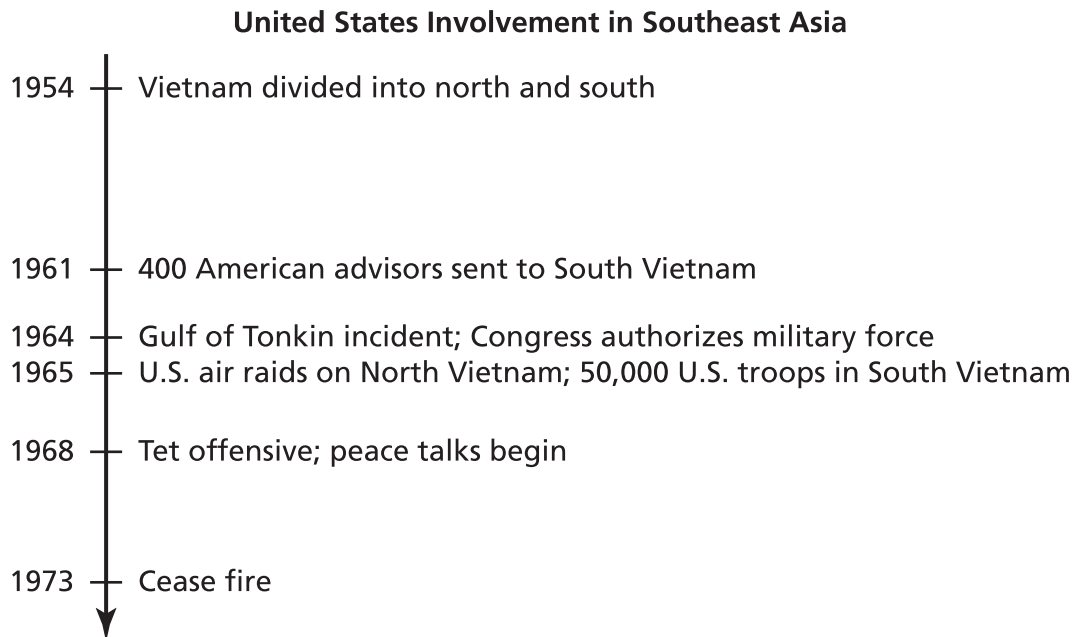 United States Involvement in Southeast Asia
1954 Vietnam divided into north and south
1961 400 American advisors sent to South Vietnam
1964 Gulf of Tonkin incident; Congress authorizes military force
1965 U.S. air raids on North Vietnam; 50,000 U.S. troops in South Vietnam
1968 Tet offensive; peace talks begin
1973 Cease fire